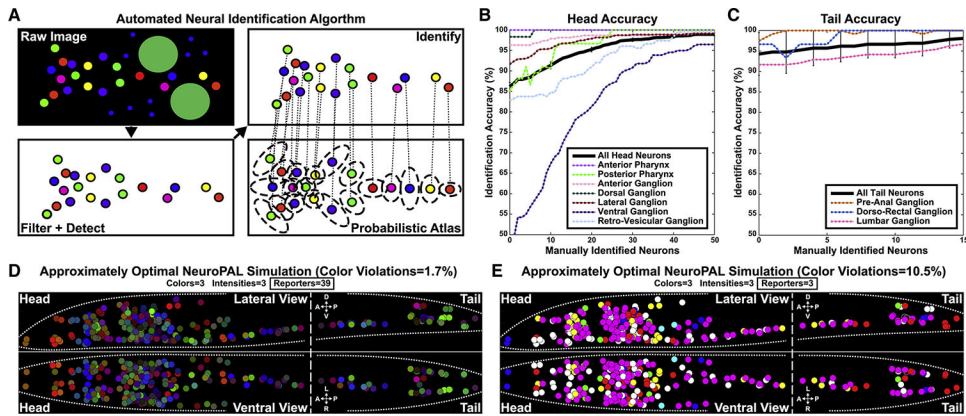 A
Automated Neural Identification Algorthm
Raw Image
Identify
Filter + Detect
Probabilistic Atlas
B
Head Accuracy
Identification Accuracy (%)
100
95
90
85
80
75
70
65
60
55
50
All Head Neurons
Anterior Pharynx
Posterior Pharynx
Anterior Ganglion
Dorsal Ganglion
Lateral Ganglion
Ventral Ganglion
Retro-Vesicular Ganglion
0 10 20 30 40 50
Manually Identified Neurons
C
Tail Accuracy
Identification Accuracy (%)
100
95
90
85
80
75
70
65
60
55
50
All Tail Neurons
Pre-Anal Ganglion
Dorso-Rectal Ganglion
Lumbar Ganglion
0 5 10 15
Manually Identified Neurons
D
Approximately Optimal NeuroPAL Simulation (Color Violations=1.7%)
Colors=3 Intensities=3 Reporters=39
Head
Lateral View
D
A P
V
Tail
Head
Ventral View
L
A P
R
Tail
E
Approximately Optimal NeuroPAL Simulation (Color Violations=10.5%)
Colors=3 Intensities=3 Reporters=3
Head
Lateral View
D
A P
V
Tail
Head
Ventral View
L
A P
R
Tail